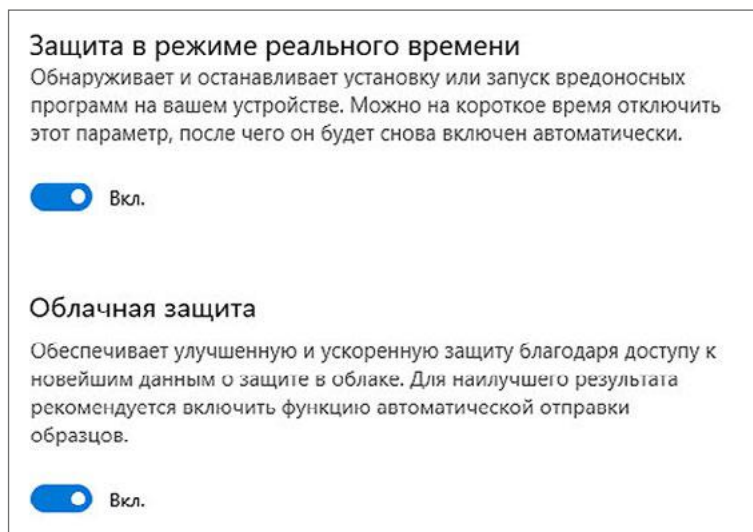 Защита в режиме реального времени
Обнаруживает и останавливает установку или запуск вредоносных
программ на вашем устройстве. Можно на короткое время отключить
этот параметр, после чего он будет снова включен автоматически.
Вкл.
Облачная защита
Обеспечивает улучшенную и ускоренную защиту благодаря доступу к
новейшим данным о защите в облаке. Для наилучшего результата
рекомендуется включить функцию автоматической отправки
образцов.
Вкл.